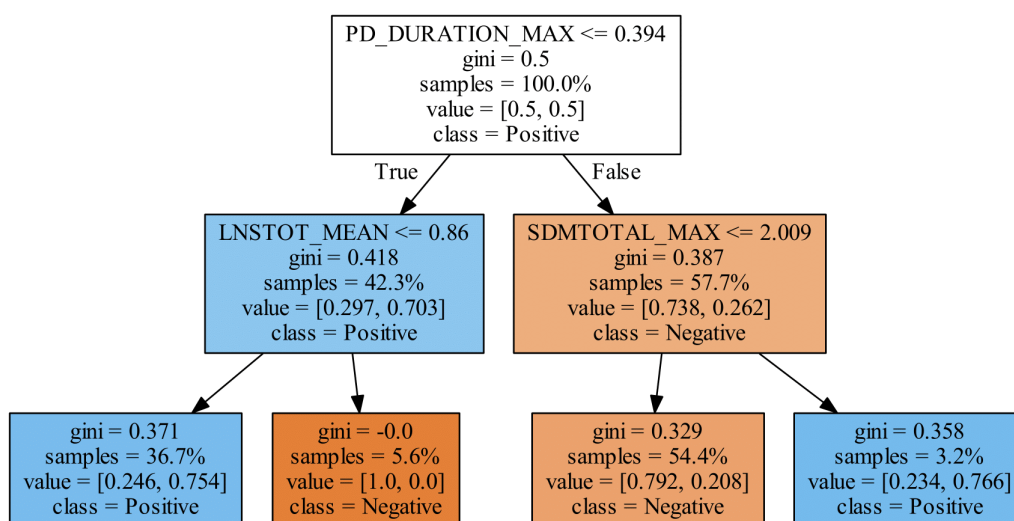 PD_DURATION_MAX <= 0.394
gini = 0.5
samples = 100.0%
value = [0.5, 0.5]
class = Positive
True
False
LNSTOT_MEAN <= 0.86
gini = 0.418
samples = 42.3%
value = [0.297, 0.703]
class = Positive
SDMTOTAL_MAX <= 2.009
gini = 0.387
samples = 57.7%
value = [0.738, 0.262]
class = Negative
gini = 0.371
samples = 36.7%
value = [0.246, 0.754]
class = Positive
gini = -0.0
samples = 5.6%
value = [1.0, 0.0]
class = Negative
gini = 0.329
samples = 54.4%
value = [0.792, 0.208]
class = Negative
gini = 0.358
samples = 3.2%
value = [0.234, 0.766]
class = Positive